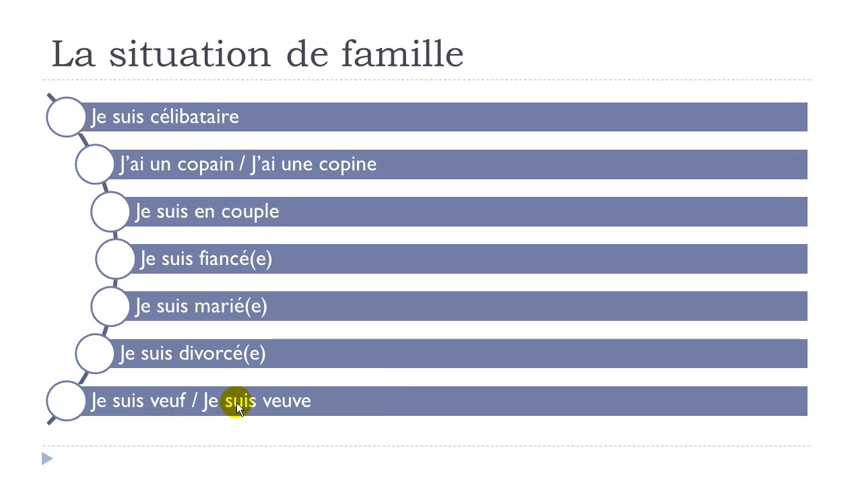 La situation de famille
Je suis célibataire
J’ai un copain / J’ai une copine
Je suis en couple
Je suis fiancé(e)
Je suis marié(e)
Je suis divorcé(e)
Je suis veuf / Je suis veuve